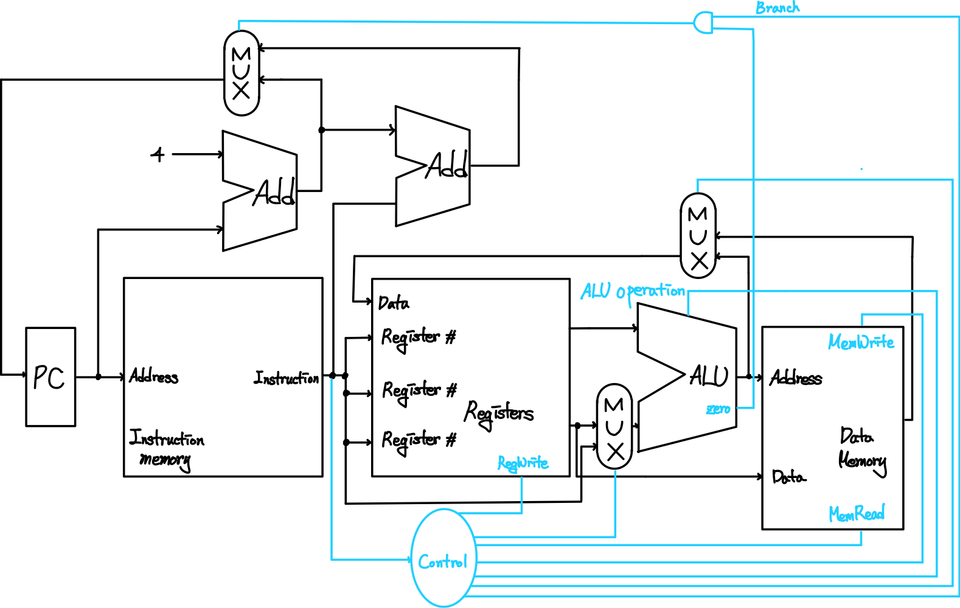 Branch
MUX
4
Add
Add
MUX
ALU operation
Data
MemWrite
Register #
PC
Address
Instruction
Register #
MUX
ALU
Address
zero
Registers
Instruction
memory
Register #
Data
Memory
RegWrite
Data
MemRead
Control